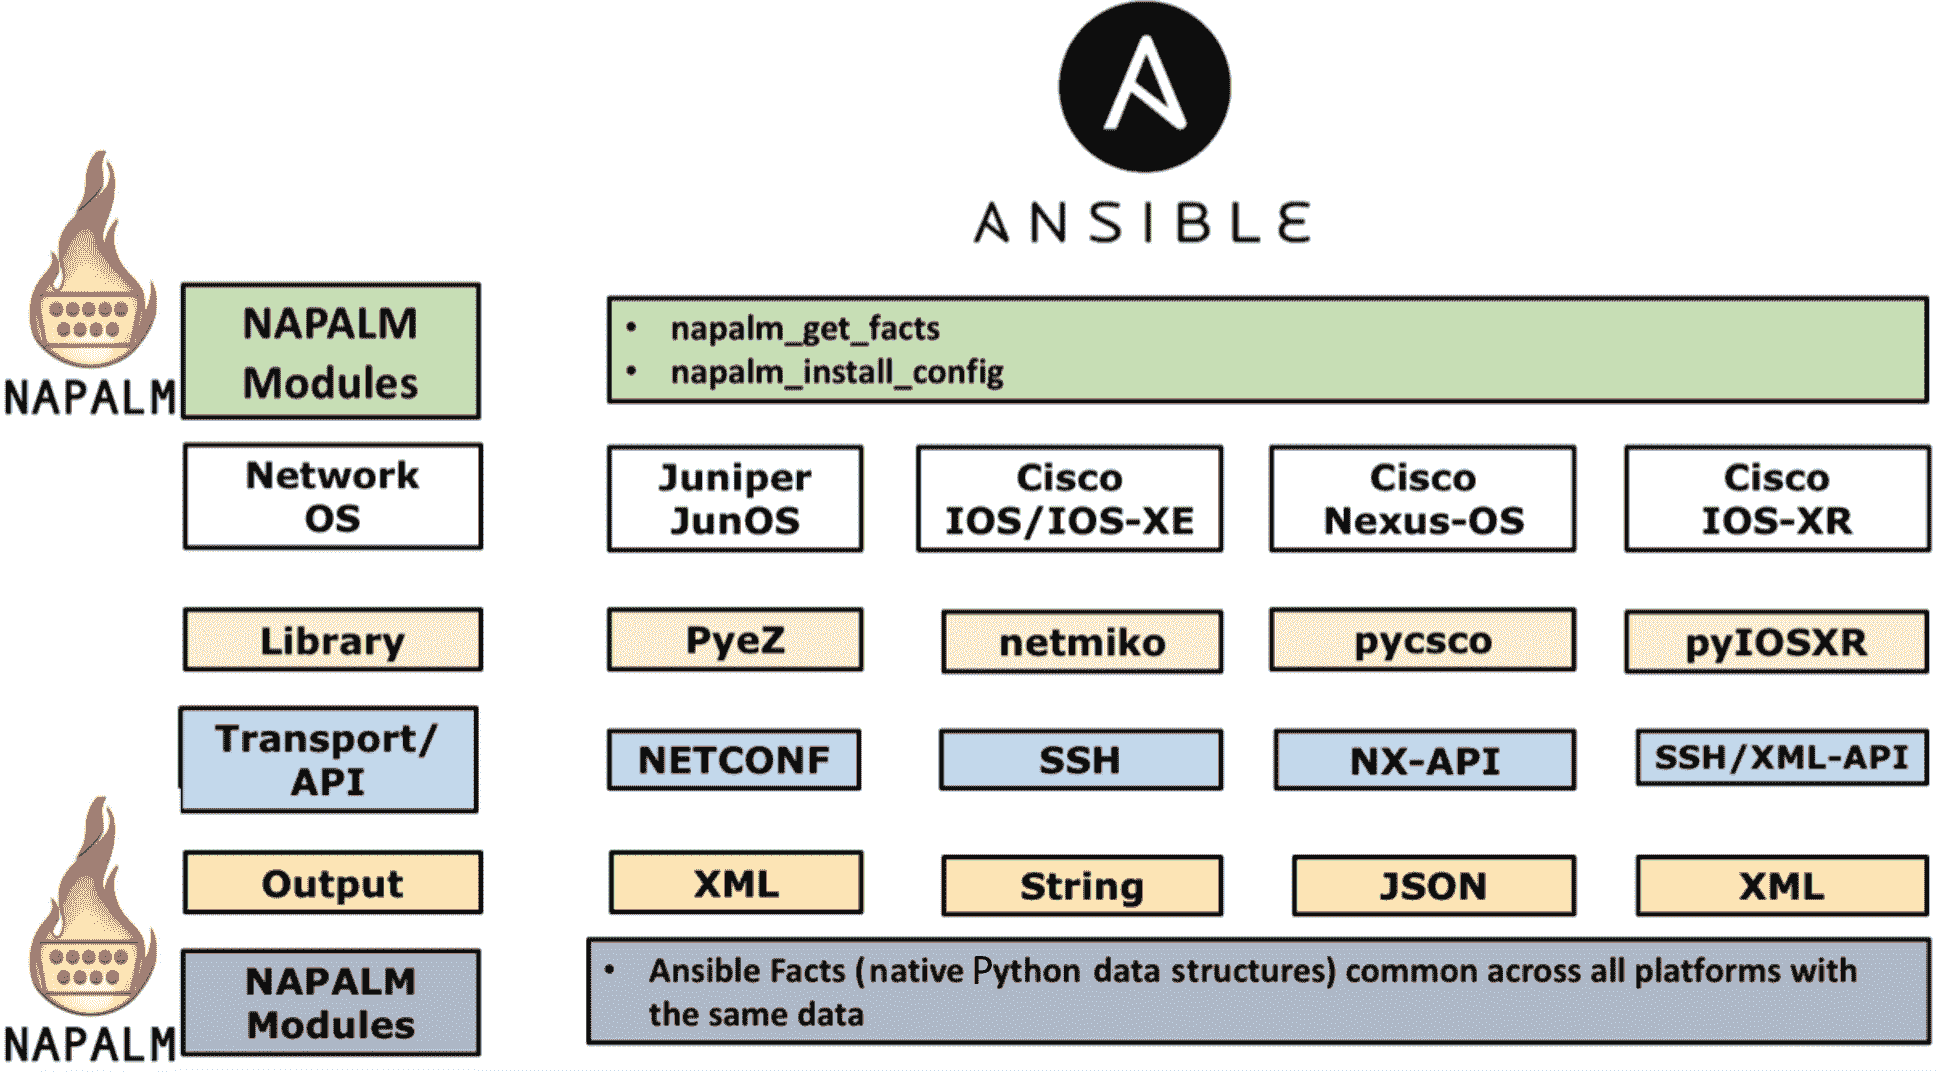 ANSIBLE
NAPALM
NAPALM
Modules
• napalm_get_facts
• napalm_install_config
Network
OS
Juniper
JunOS
Cisco
IOS/IOS-XE
Cisco
Nexus-OS
Cisco
IOS-XR
Library
PyeZ
netmiko
pycsco
pyIOSXR
Transport/
API
NETCONF
SSH
NX-API
SSH/XML-API
Output
XML
String
JSON
XML
NAPALM
NAPALM
Modules
• Ansible Facts (native Python data structures) common across all platforms with
the same data